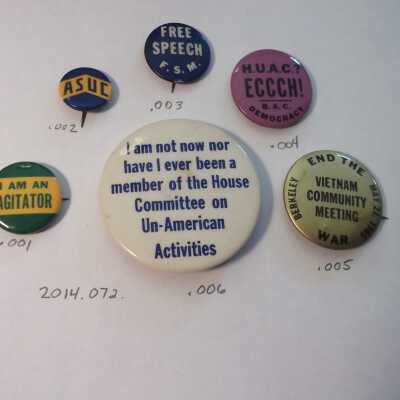 FREE
SPEECH
F.S.M.
.003
ASUC
.002
H.U.A.C.?
ECCCH!
B.A.C.
DEMOCRACY
.004
I AM AN
AGITATOR
.001
I am not now nor
have I ever been a
member of the House
Committee on
Un-American
Activities
.006
END THE
BERKELEY
VIETNAM
COMMUNITY
MEETING
WAR
.005
2014.072.